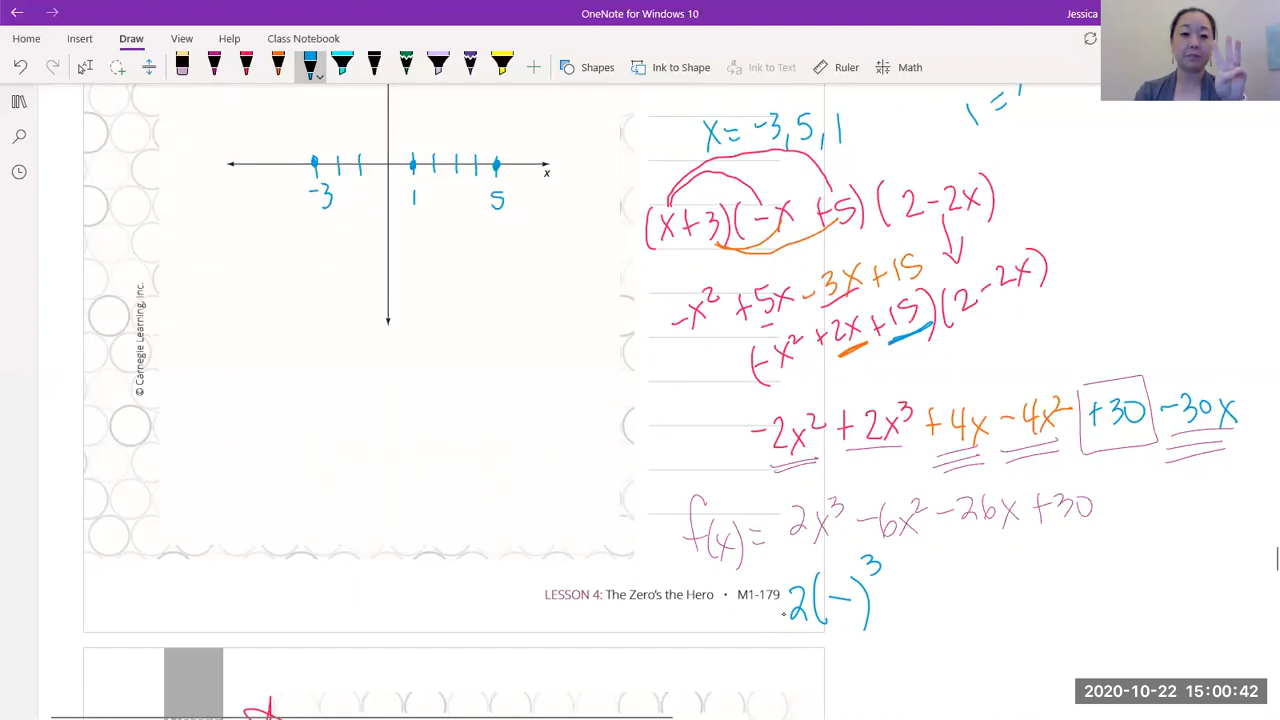 OneNote for Windows 10
Jessica
Home Insert Draw View Help Class Notebook
Shapes Ink to Shape Ink to Text Ruler Math
1 =
x = -3, 5, 1
x
-3 1 5
(x+3)(-x +5)(2-2x)
-x² +5x -3x +15
(-x² +2x +15)(2-2x)
-2x² +2x³ +4x -4x² +30 -30x
f(x) = 2x³ -6x² -26x +30
2(-)³
© Carnegie Learning, Inc.
LESSON 4: The Zero's the Hero • M1-179
2020-10-22 15:00:42